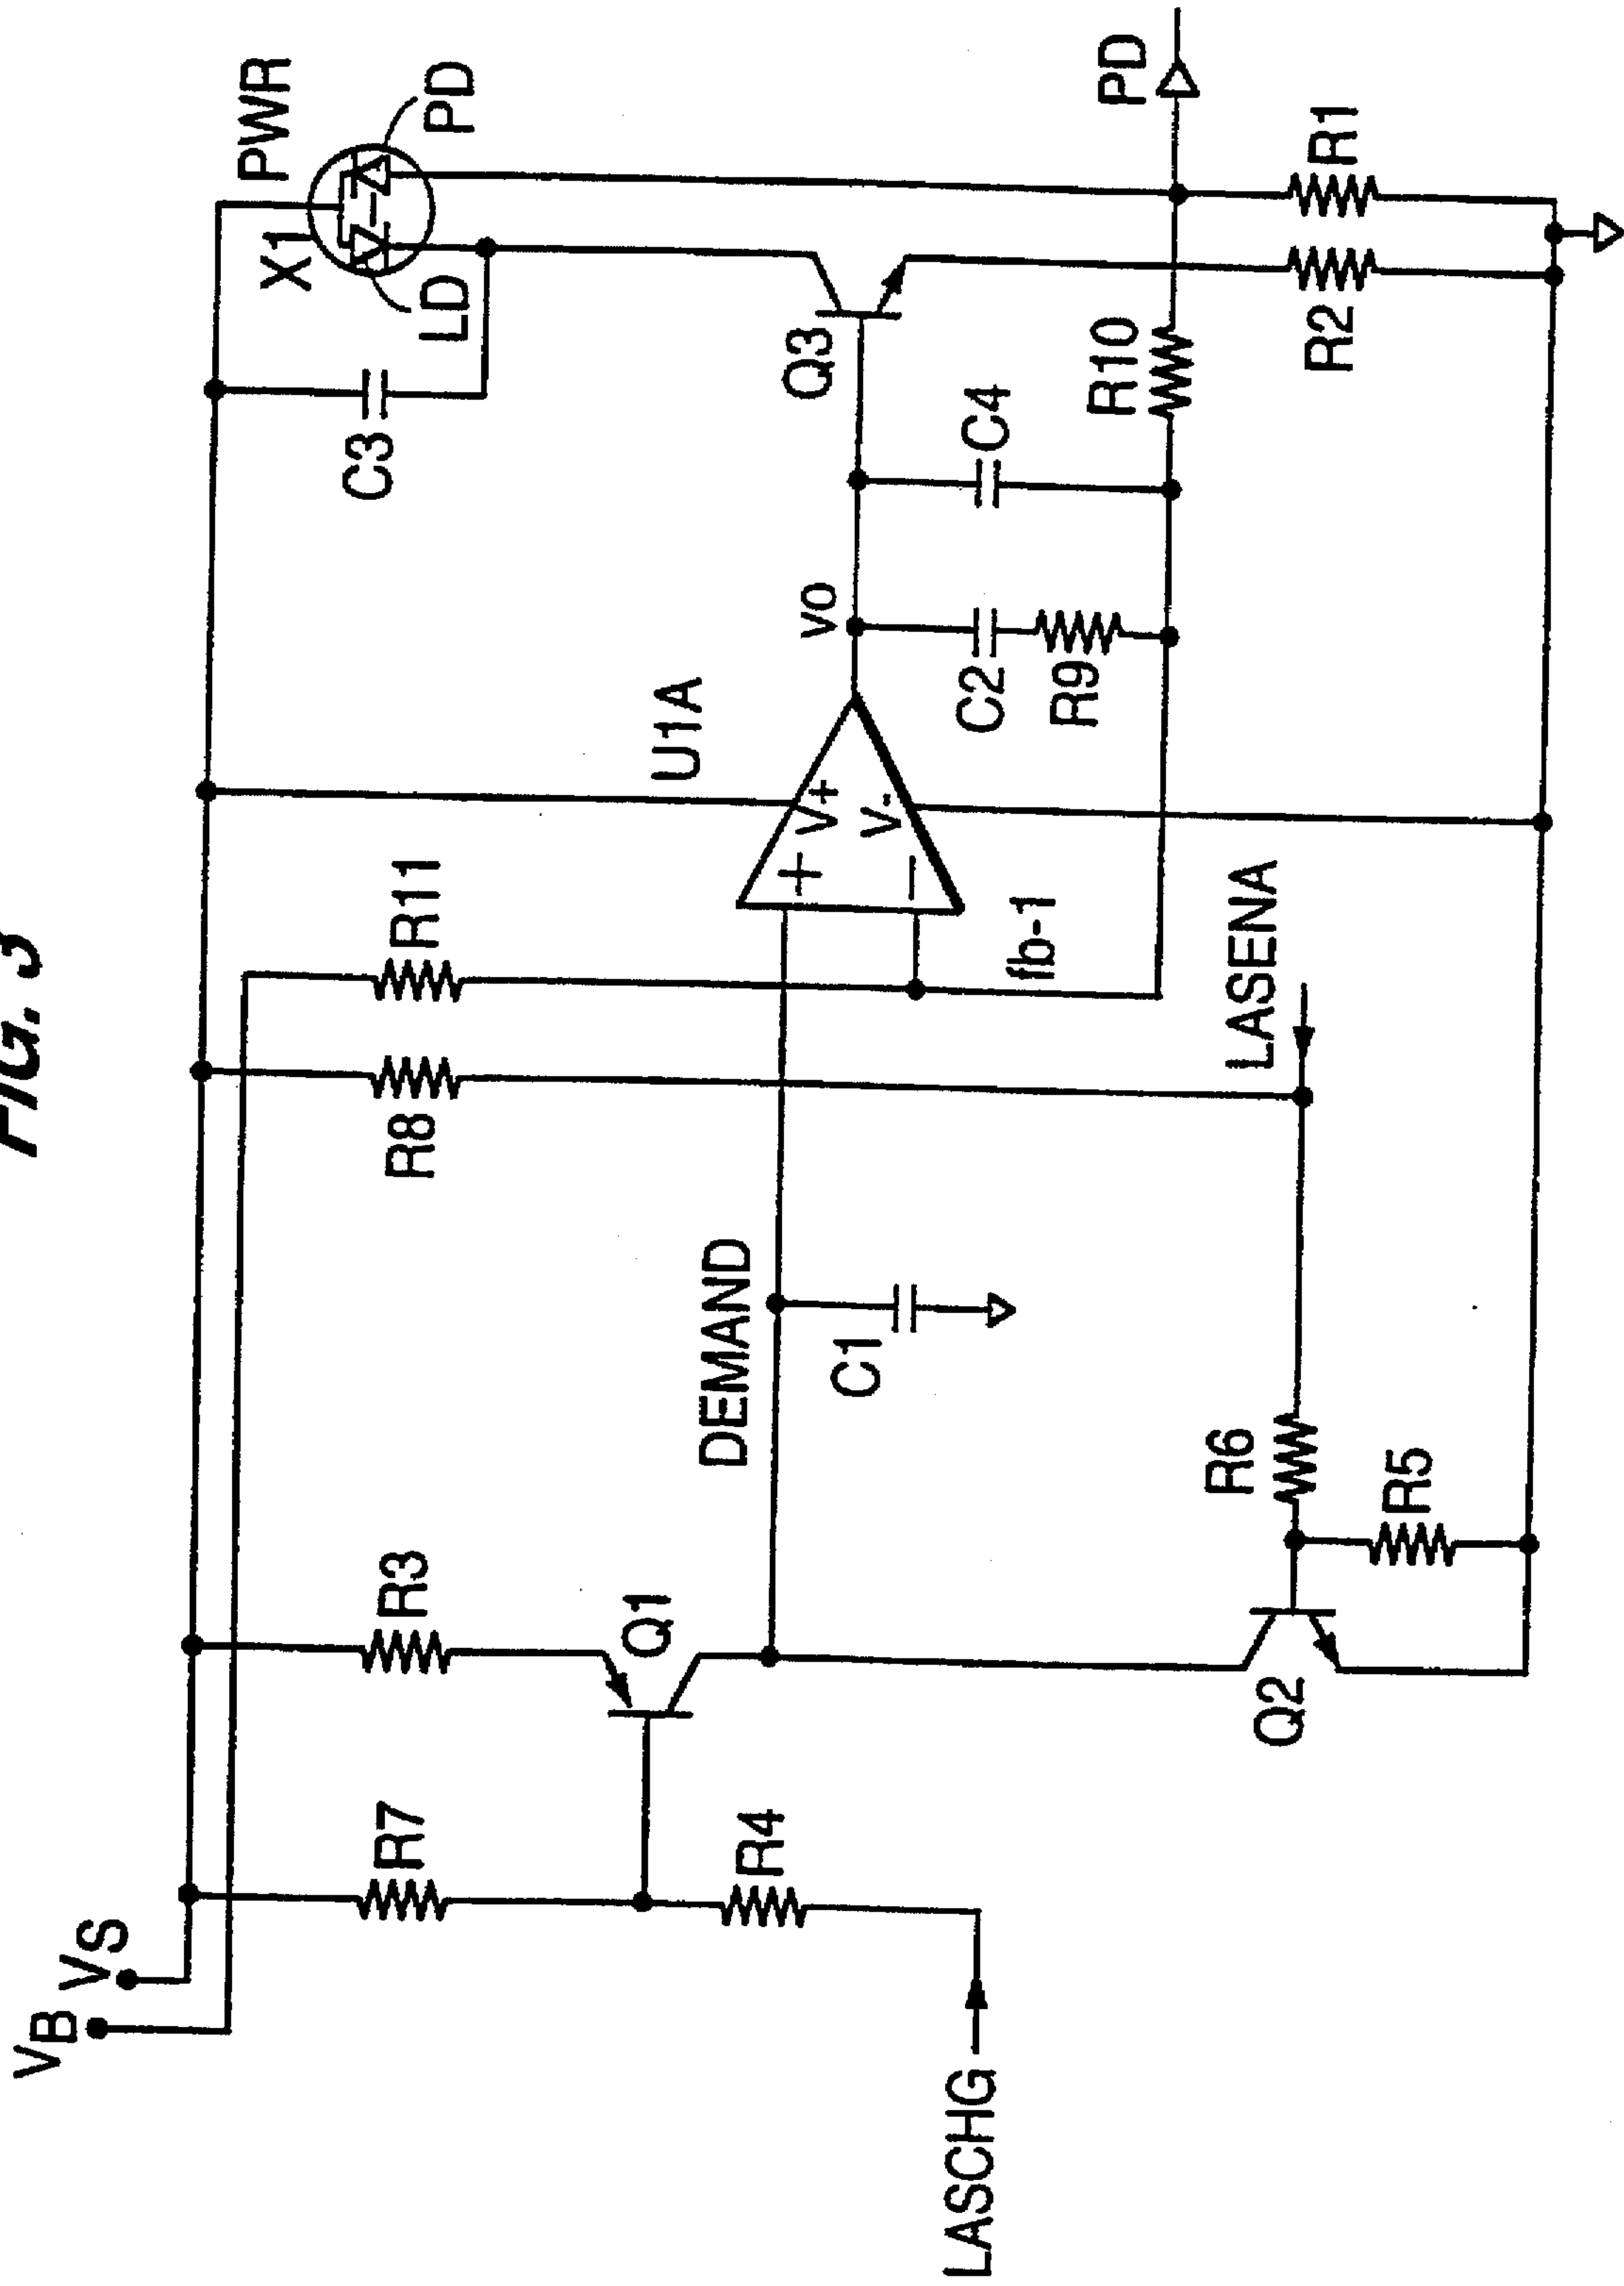 FIG. 3
VB
VS
R7
R3
R8
R11
C3
X1
PWR
LD
PD
Q1
R4
DEMAND
C1
U1A
+
V+
V-
−
vo
Q3
fb-1
C2
R9
C4
R10
PD
LASCHG
LASENA
R6
R5
Q2
R2
R1